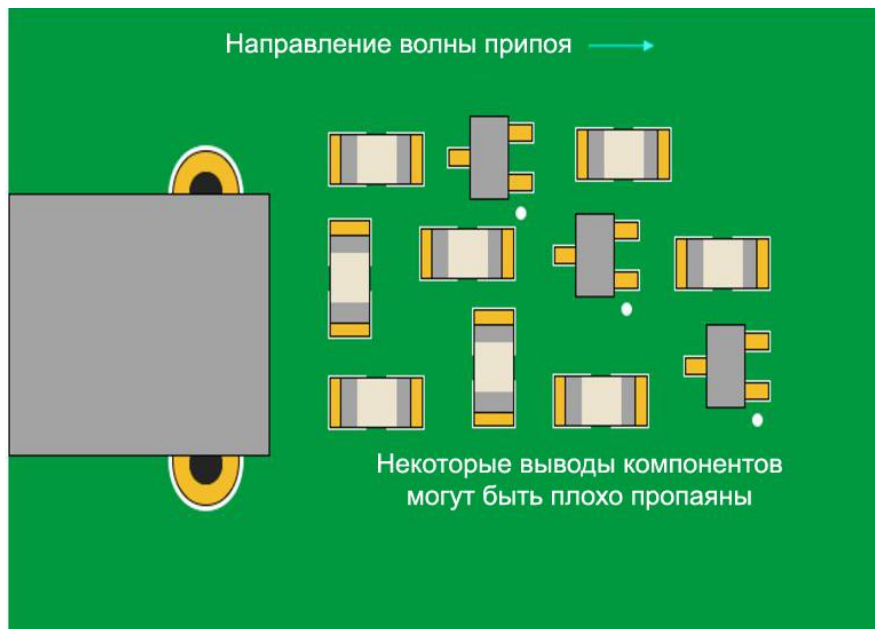 Направление волны припоя
Некоторые выводы компонентов
могут быть плохо пропаяны